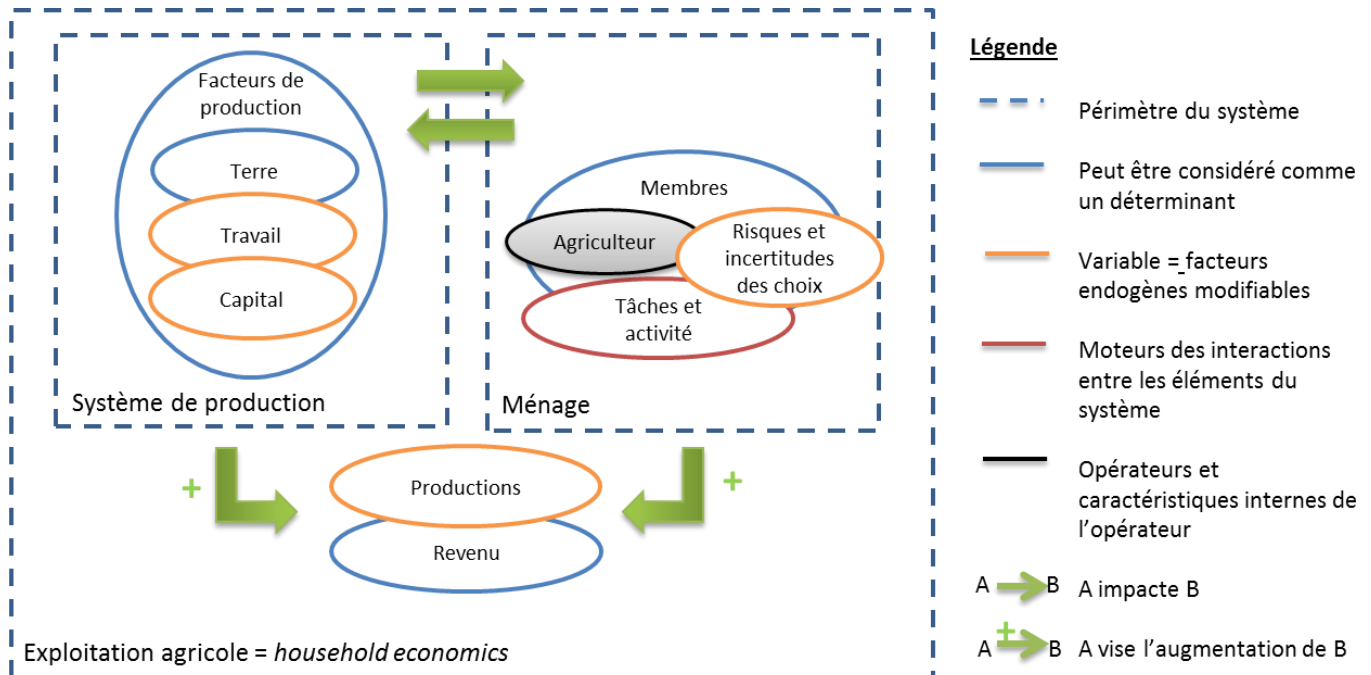 Facteurs de
production
Terre
Travail
Capital
Système de production
Membres
Agriculteur
Risques et
incertitudes
des choix
Tâches et
activité
Ménage
+
+
Productions
Revenu
Exploitation agricole = household economics
Légende
Périmètre du système
Peut être considéré comme
un déterminant
Variable = facteurs
endogènes modifiables
Moteurs des interactions
entre les éléments du
système
Opérateurs et
caractéristiques internes de
l’opérateur
A B A impacte B
+
A B A vise l’augmentation de B